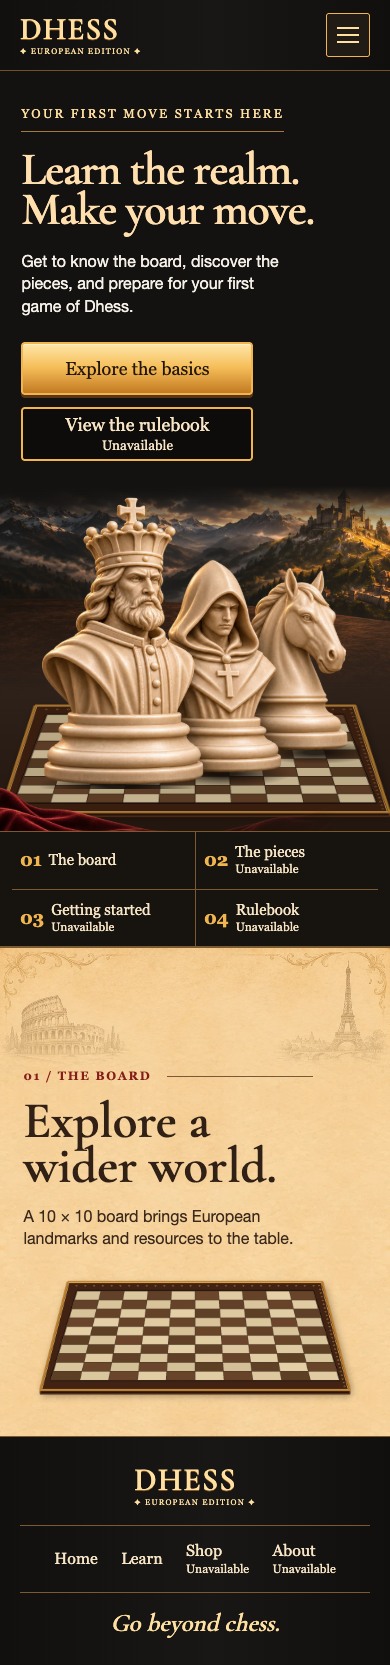 DHESS
✦ EUROPEAN EDITION ✦
YOUR FIRST MOVE STARTS HERE
Learn the realm.
Make your move.
Get to know the board, discover the
pieces, and prepare for your first
game of Dhess.
Explore the basics
View the rulebook
Unavailable
01 The board
02 The pieces
Unavailable
03 Getting started
Unavailable
04 Rulebook
Unavailable
01 / THE BOARD
Explore a
wider world.
A 10 × 10 board brings European
landmarks and resources to the table.
DHESS
✦ EUROPEAN EDITION ✦
Home
Learn
Shop
Unavailable
About
Unavailable
Go beyond chess.